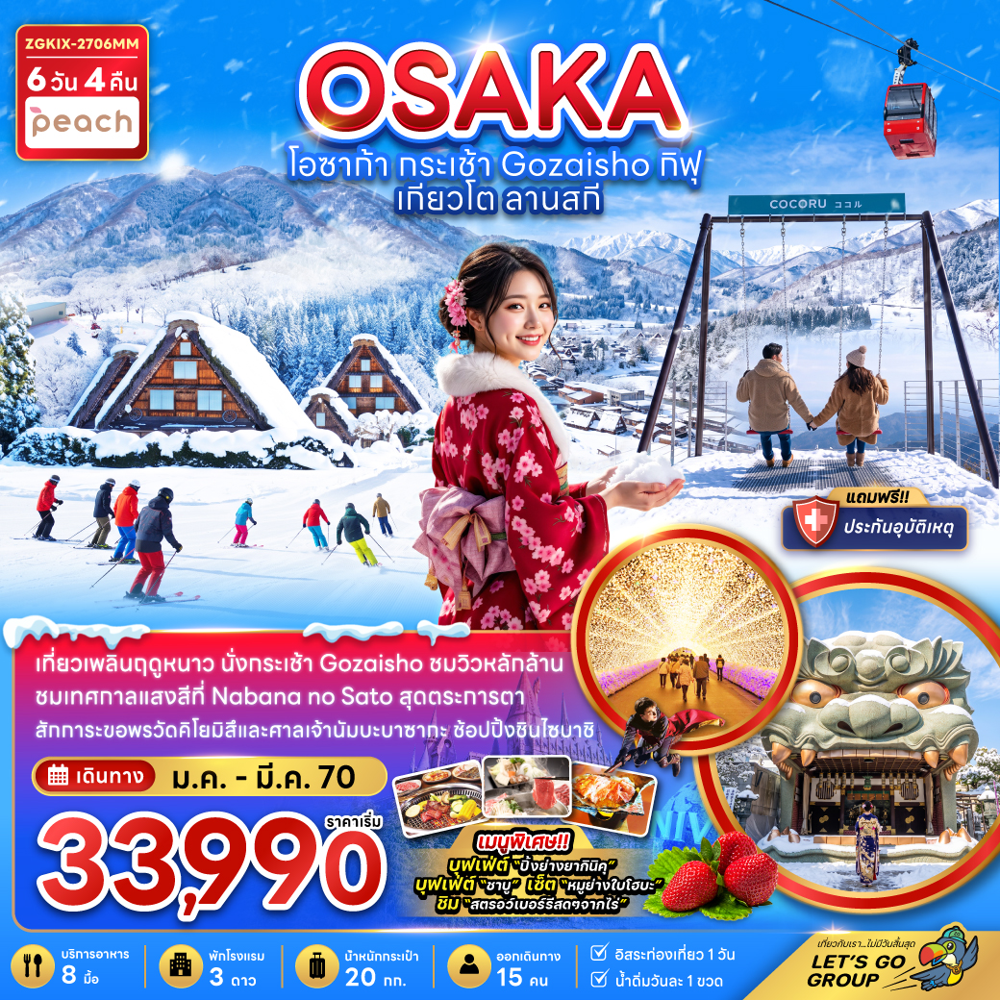 ZGKIX-2706MM
6 วัน 4 คืน
peach
OSAKA
โอซาก้า กระเช้า Gozaisho กิฟุ
เกียวโต ลานสกี
COCORU ココル
แถมฟรี!!
ประกันอุบัติเหตุ
เที่ยวเพลินฤดูหนาว นั่งกระเช้า Gozaisho ชมวิวหลักล้าน
ชมเทศกาลแสงสีที่ Nabana no Sato สุดตระการตา
สักการะขอพรวัดคิโยมิสึและศาลเจ้านัมบะยาซากะ ช้อปปิ้งชินไซบาชิ
เดินทาง ม.ค. - มี.ค. 70
ราคาเริ่ม
33,990
เมนูพิเศษ!!
บุฟเฟ่ต์ "ปิ้งย่างยากินิคุ"
บุฟเฟ่ต์ "ชาบู" เซ็ต "หมูย่างใบโฮบะ"
ชิม "สตรอว์เบอร์รีสดๆจากไร่"
บริการอาหาร
8 มื้อ
พักโรงแรม
3 ดาว
น้ำหนักกระเป๋า
20 กก.
ออกเดินทาง
15 คน
อิสระท่องเที่ยว 1 วัน
น้ำดื่มวันละ 1 ขวด
เที่ยวกับเรา...ไม่มีวันสิ้นสุด
LET'S GO
GROUP